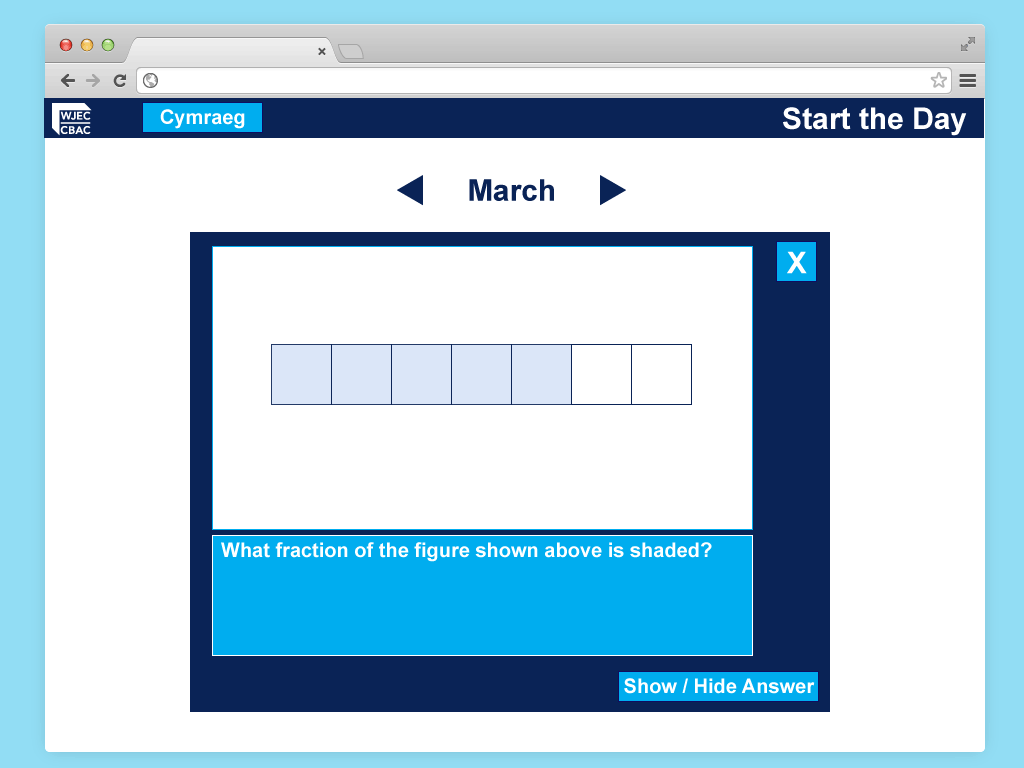 WJEC
CBAC
Cymraeg
Start the Day
March
X
What fraction of the figure shown above is shaded?
Show / Hide Answer